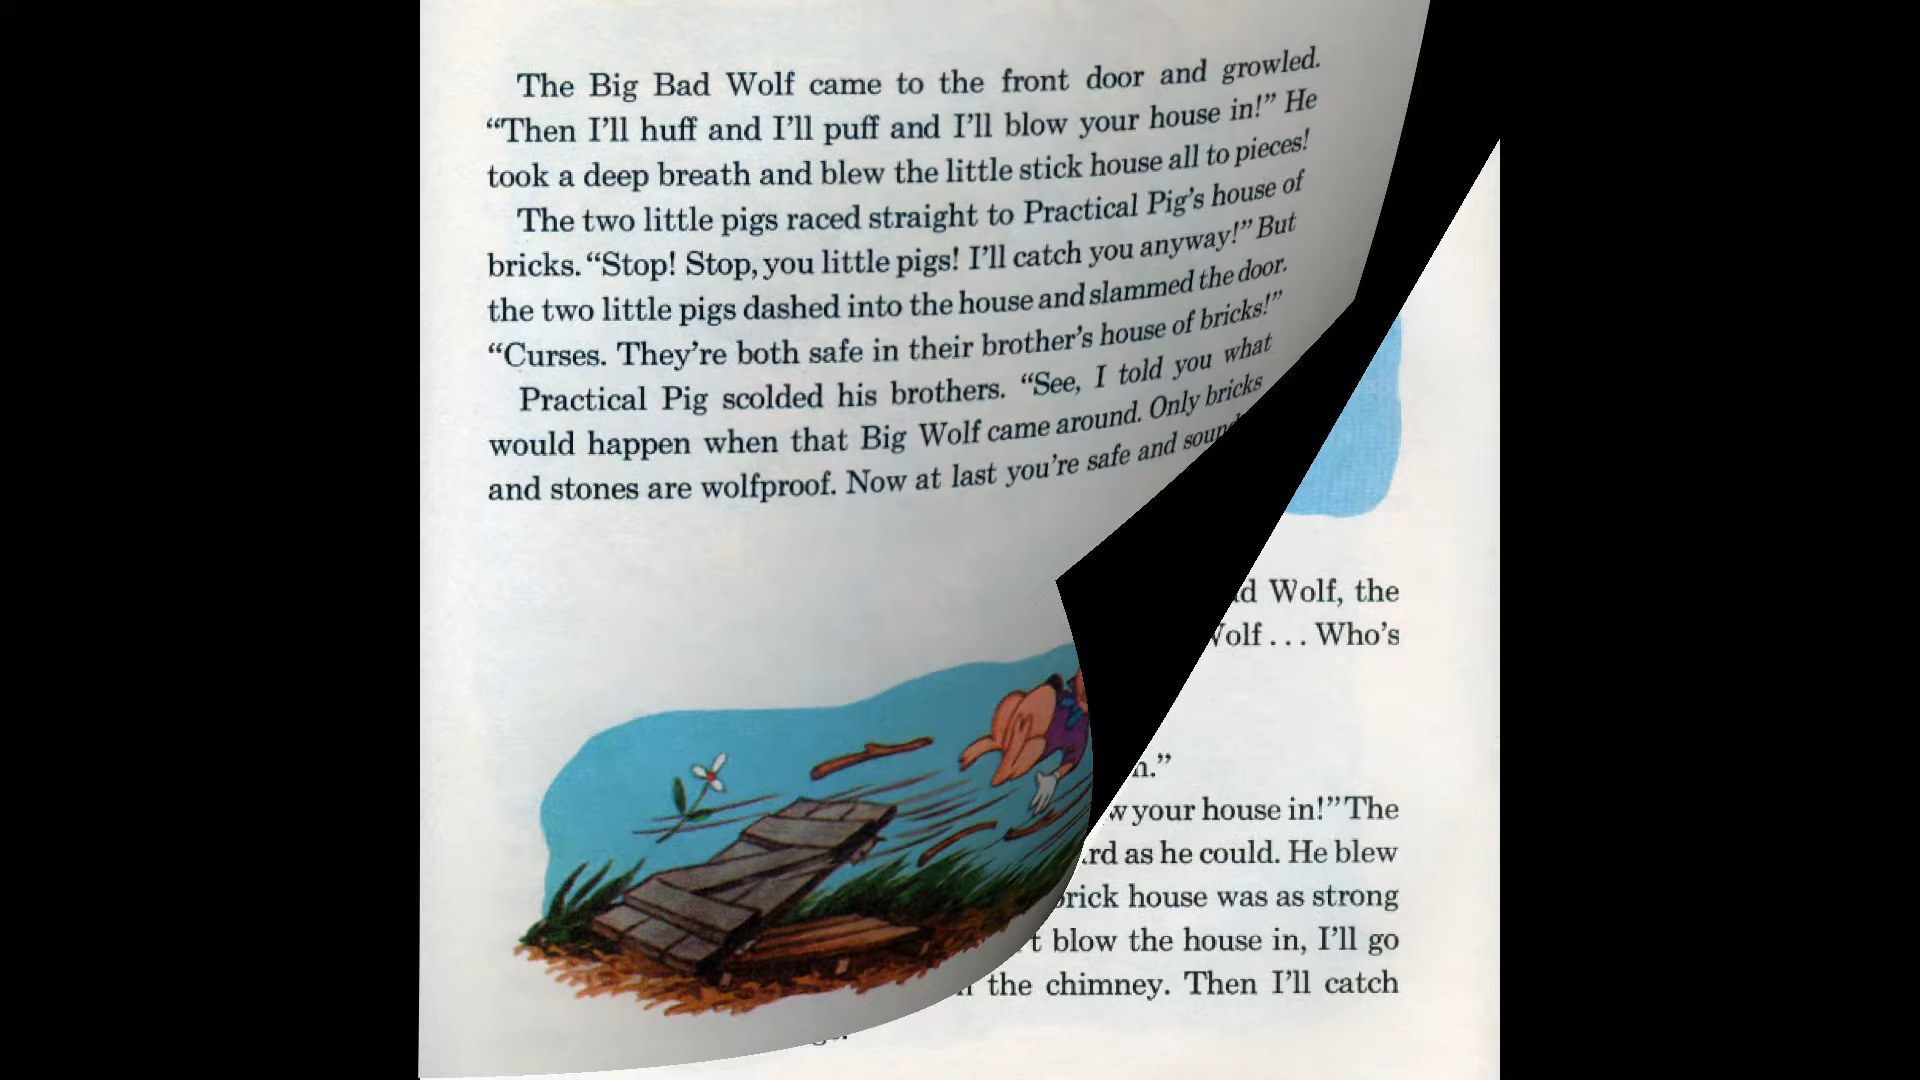 The Big Bad Wolf came to the front door and growled.
“Then I’ll huff and I’ll puff and I’ll blow your house in!” He
took a deep breath and blew the little stick house all to pieces!
The two little pigs raced straight to Practical Pig’s house of
bricks. “Stop! Stop, you little pigs! I’ll catch you anyway!” But
the two little pigs dashed into the house and slammed the door.
“Curses. They’re both safe in their brother’s house of bricks!”
Practical Pig scolded his brothers. “See, I told you what
would happen when that Big Wolf came around. Only bricks
and stones are wolfproof. Now at last you’re safe and sound
Wolf, the
Wolf . . . Who’s
your house in!” The
as he could. He blew
brick house was as strong
blow the house in, I’ll go
the chimney. Then I’ll catch